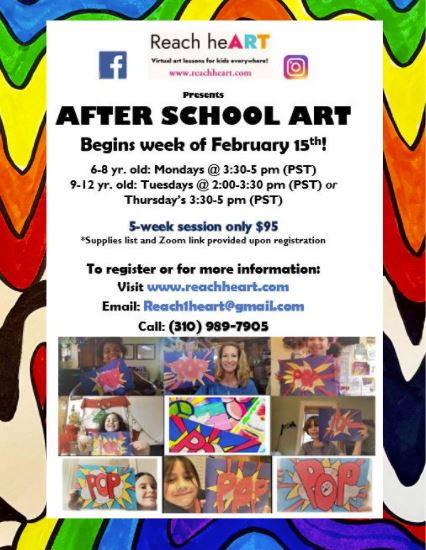 Reach heART
Virtual art lessons for kids everywhere!
www.reachheart.com
Presents
AFTER SCHOOL ART
Begins week of February 15th!
6-8 yr. old: Mondays @ 3:30-5 pm (PST)
9-12 yr. old: Tuesdays @ 2:00-3:30 pm (PST) or
Thursday's 3:30-5 pm (PST)
5-week session only $95
*Supplies list and Zoom link provided upon registration
To register or for more information:
Visit www.reachheart.com
Email: Reach1heart@gmail.com
Call: (310) 989-7905
POP
POP
POP